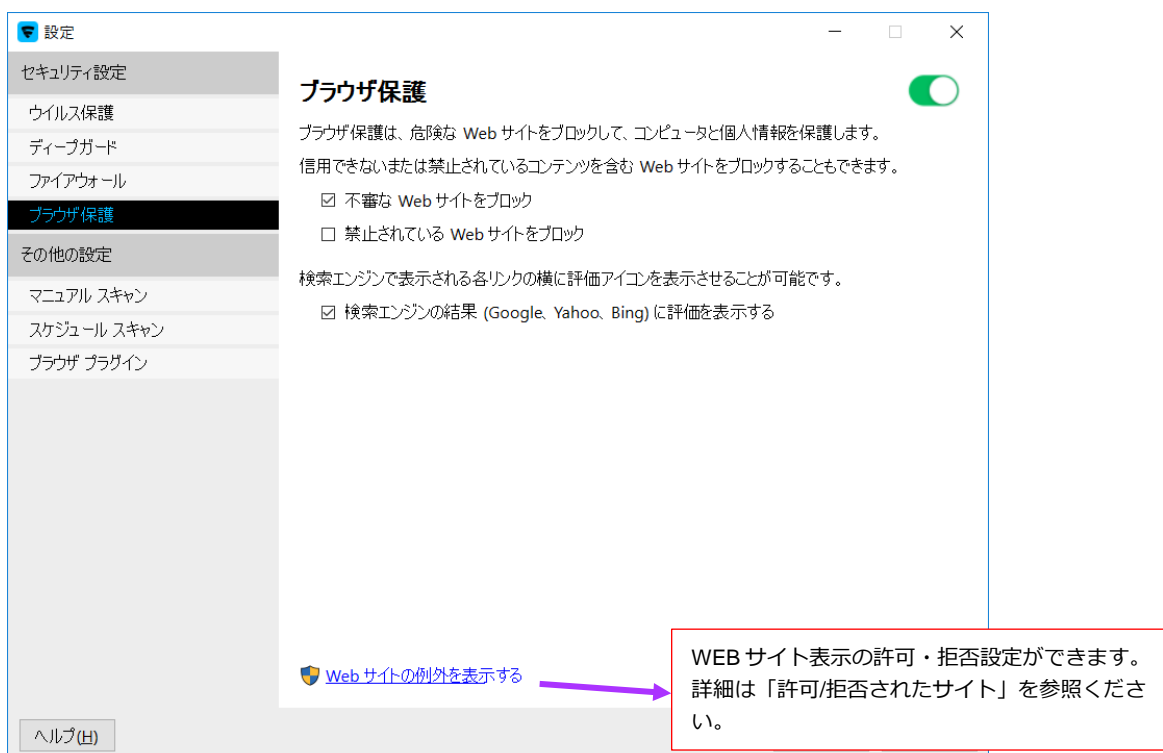 設定
セキュリティ設定
ウイルス保護
ディープガード
ファイアウォール
ブラウザ保護
その他の設定
マニュアル スキャン
スケジュール スキャン
ブラウザ プラグイン
ブラウザ保護
ブラウザ保護は、危険な Web サイトをブロックして、コンピュータと個人情報を保護します。
信用できないまたは禁止されているコンテンツを含む Web サイトをブロックすることもできます。
不審な Web サイトをブロック
禁止されている Web サイトをブロック
検索エンジンで表示される各リンクの横に評価アイコンを表示させることが可能です。
検索エンジンの結果 (Google、Yahoo、Bing) に評価を表示する
Web サイトの例外を表示する
WEB サイト表示の許可・拒否設定ができます。
詳細は「許可/拒否されたサイト」を参照くださ
い。
ヘルプ(H)